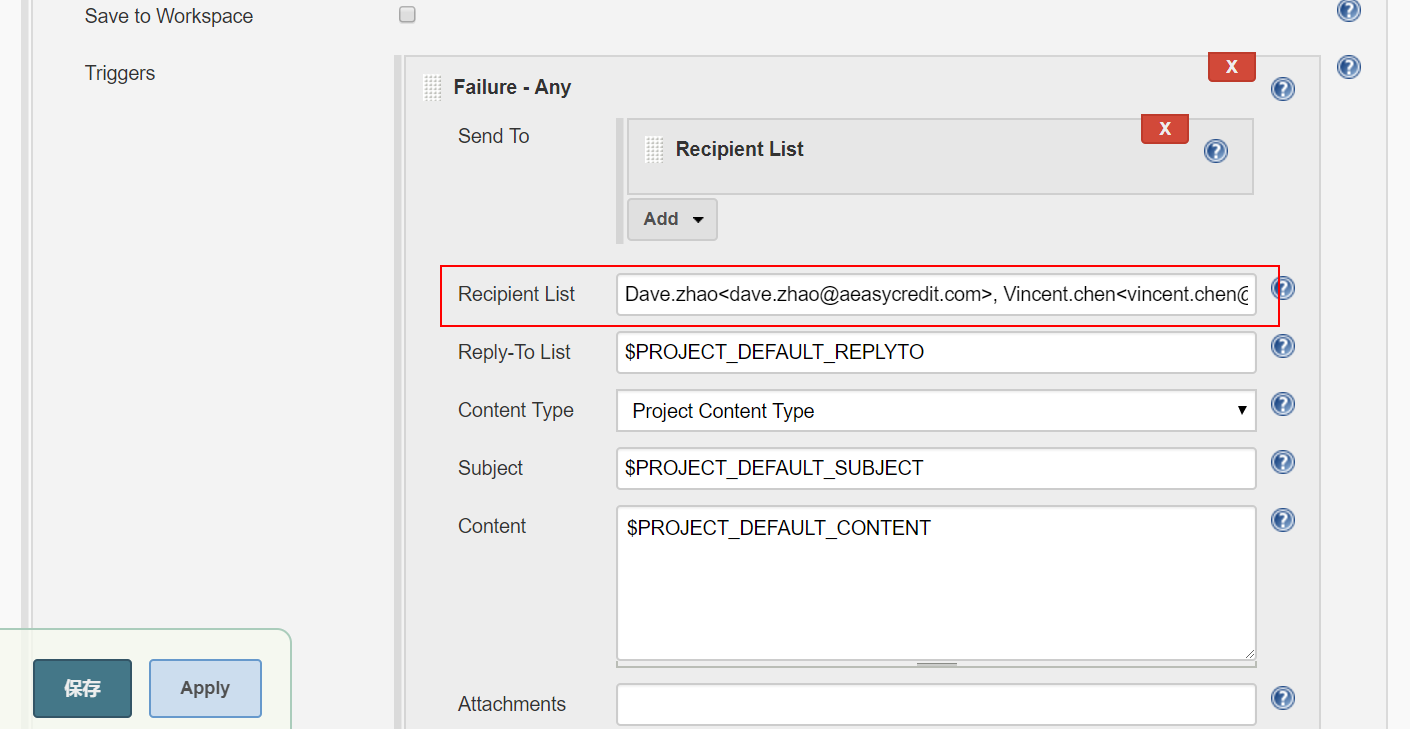 Save to Workspace
Triggers
X
Failure - Any
Send To
X
Recipient List
Add
Recipient List
Dave.zhao<dave.zhao@aeasycredit.com>, Vincent.chen<vincent.chen@
Reply-To List
$PROJECT_DEFAULT_REPLYTO
Content Type
Project Content Type
Subject
$PROJECT_DEFAULT_SUBJECT
Content
$PROJECT_DEFAULT_CONTENT
保存
Apply
Attachments